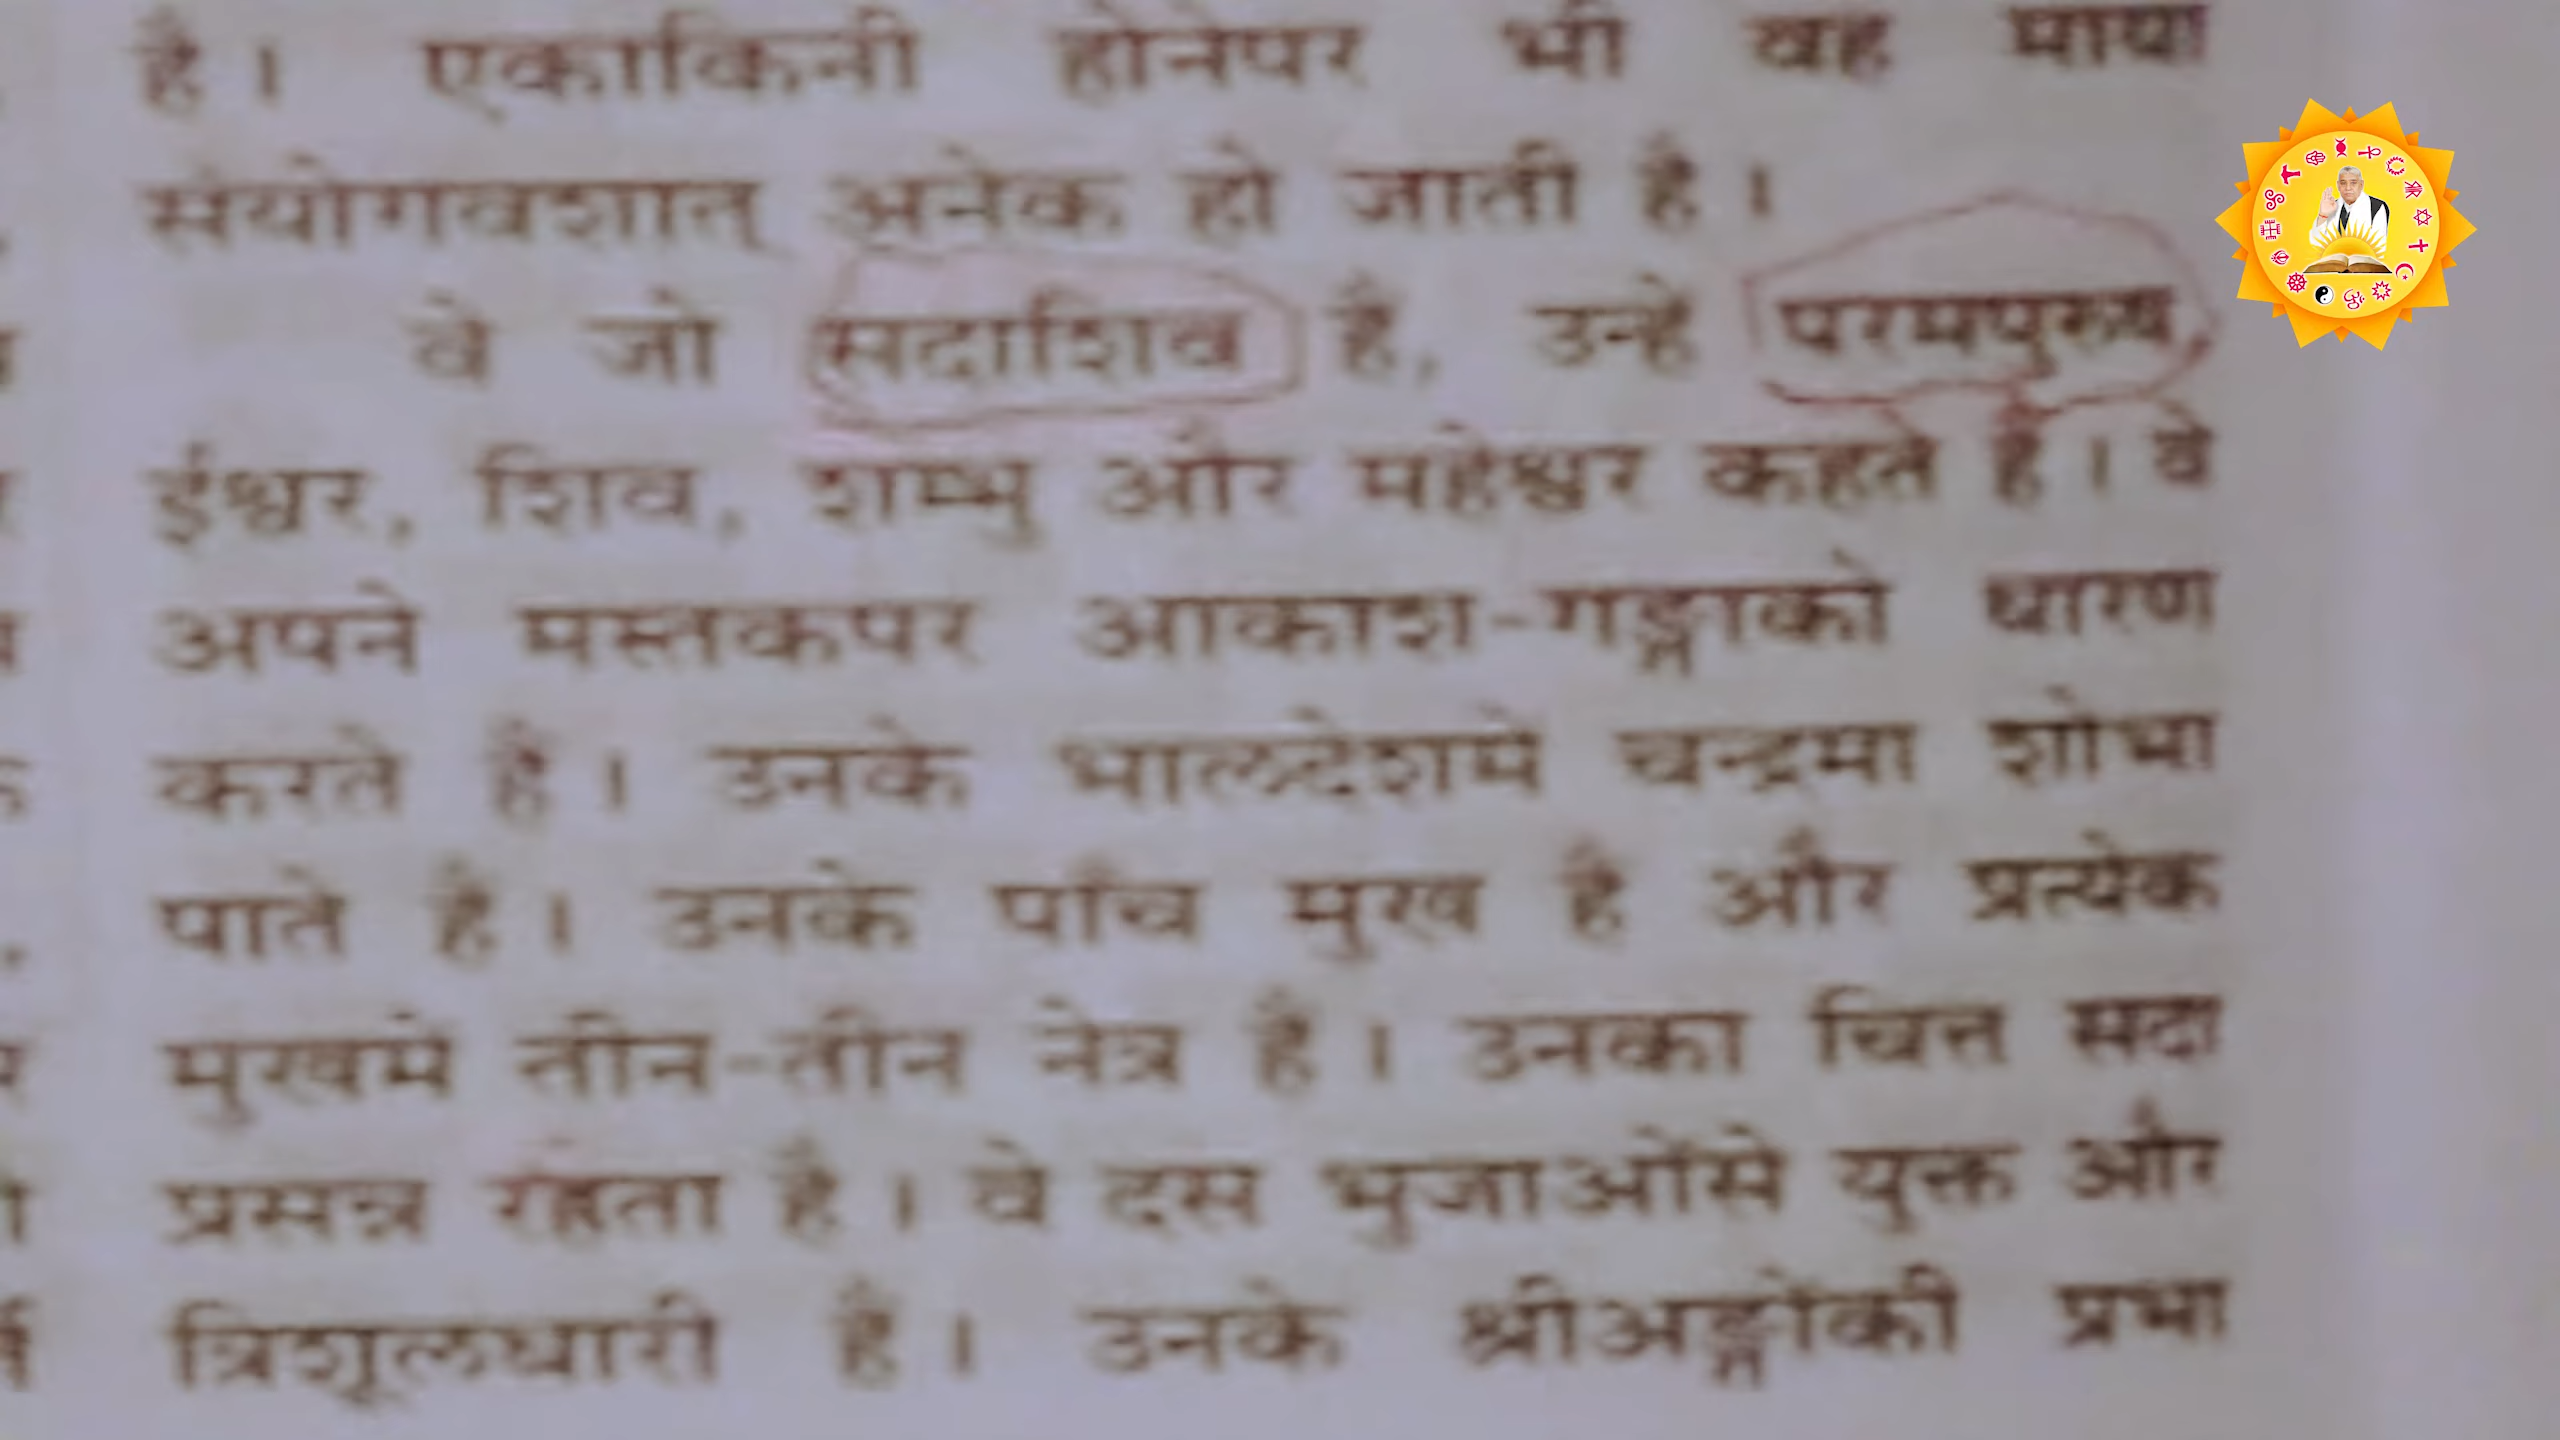 है। एकाकिनी होनेपर भी वह माया
संयोगवशात् अनेक हो जाती है।
वे जो सदाशिव हैं, उन्हें परमपुरुष,
ईश्वर, शिव, शम्भु और महेश्वर कहते हैं। वे
अपने मस्तकपर आकाश-गङ्गाको धारण
करते हैं। उनके भालदेशमें चन्द्रमा शोभा
पाते हैं। उनके पाँच मुख हैं और प्रत्येक
मुखमें तीन-तीन नेत्र हैं। उनका चित्त सदा
प्रसन्न रहता है। वे दस भुजाओंसे युक्त और
त्रिशूलधारी हैं। उनके श्रीअङ्गोंकी प्रभा